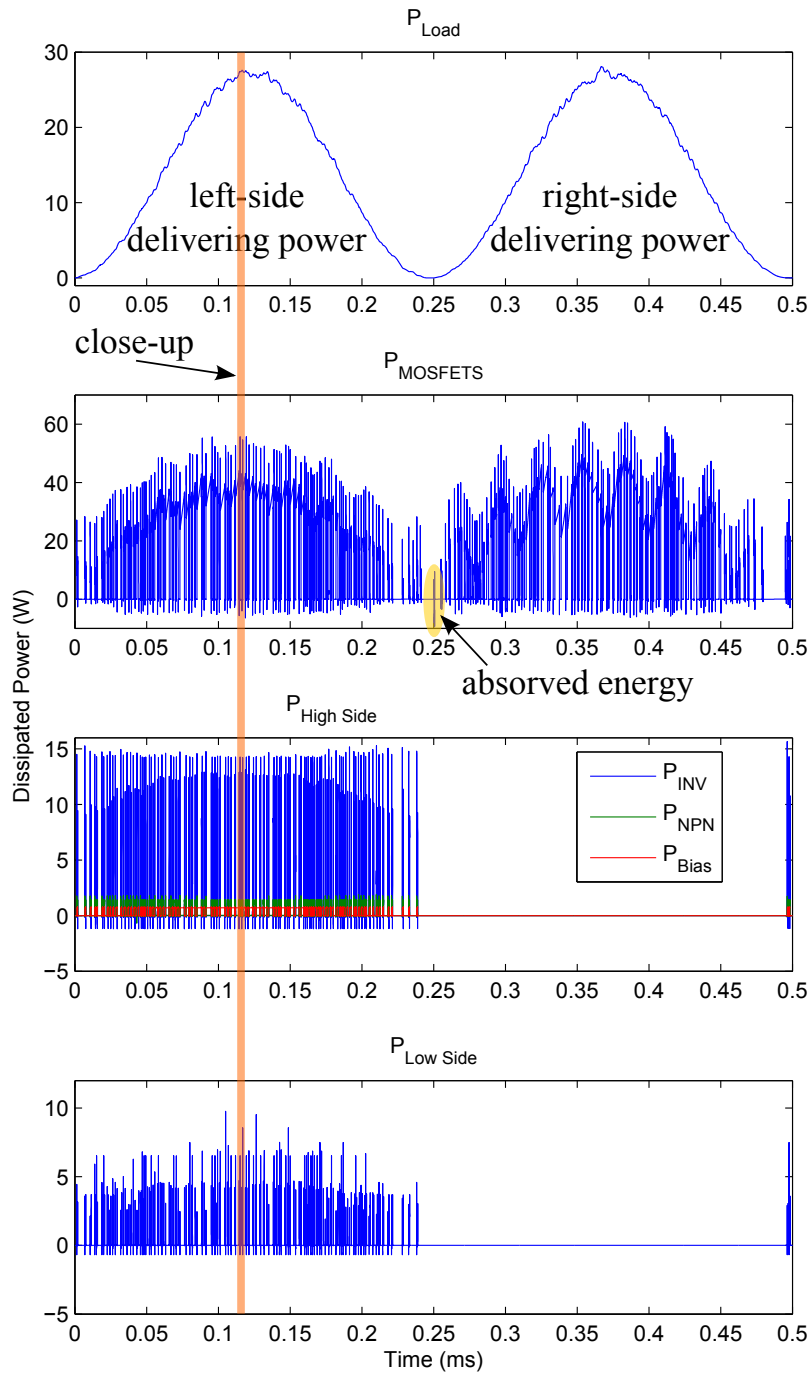 P_Load
30
20
10
0
left-side
delivering power
right-side
delivering power
0 0.05 0.1 0.15 0.2 0.25 0.3 0.35 0.4 0.45 0.5
close-up
P_MOSFETS
60
40
20
0
0 0.05 0.1 0.15 0.2 0.25 0.3 0.35 0.4 0.45 0.5
absorved energy
Dissipated Power (W)
P_High Side
15
10
5
0
−5
P_INV
P_NPN
P_Bias
0 0.05 0.1 0.15 0.2 0.25 0.3 0.35 0.4 0.45 0.5
P_Low Side
10
5
0
−5
0 0.05 0.1 0.15 0.2 0.25 0.3 0.35 0.4 0.45 0.5
Time (ms)